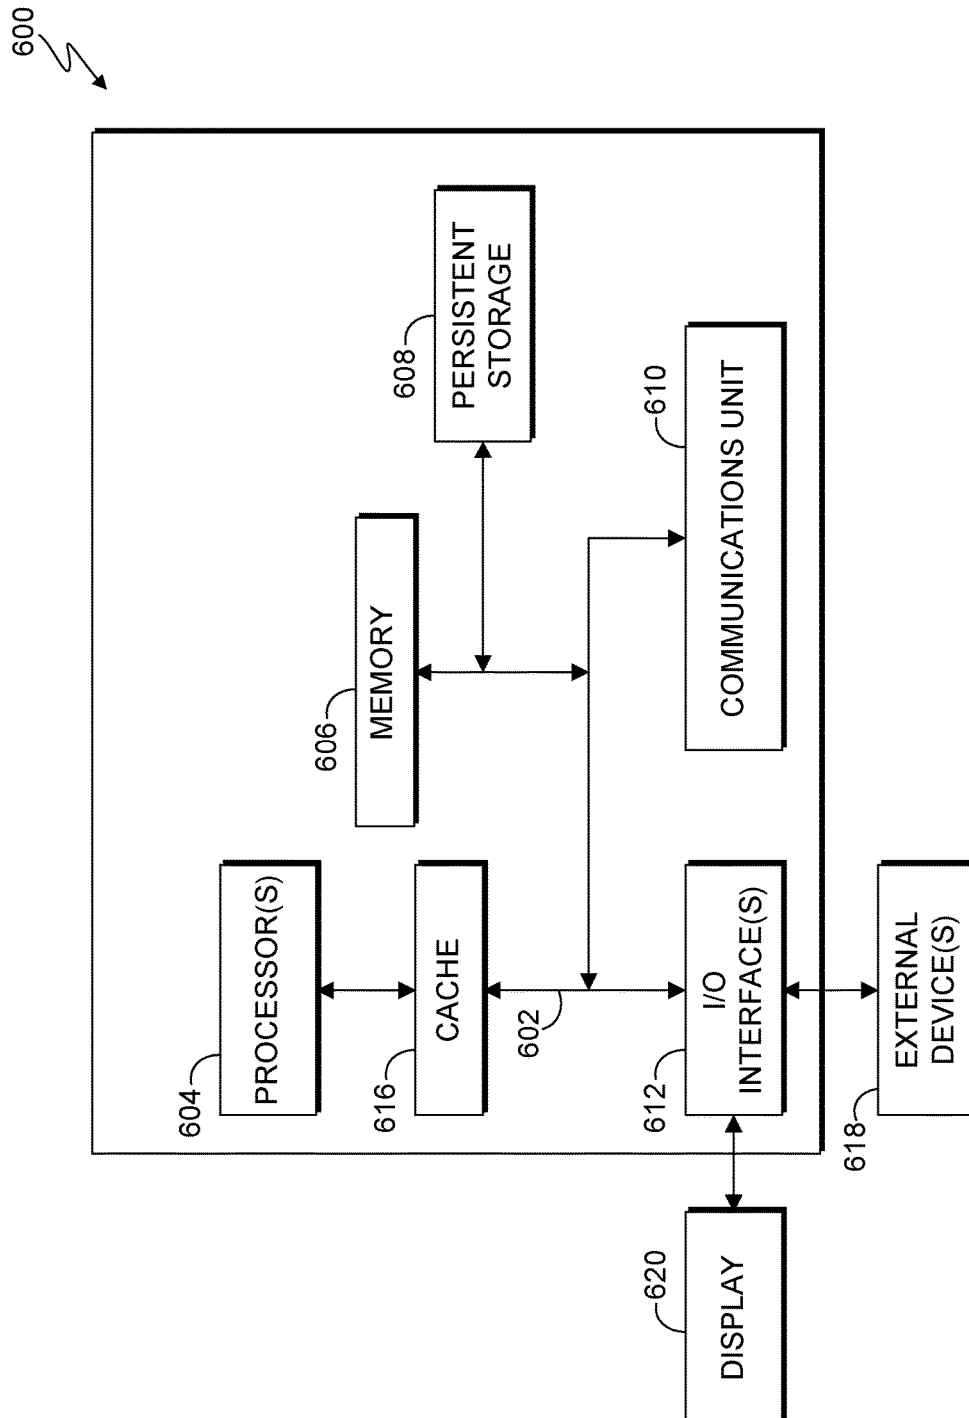 600
604
PROCESSOR(S)
616
CACHE
602
606
MEMORY
608
PERSISTENT
STORAGE
610
COMMUNICATIONS UNIT
612
I/O
INTERFACE(S)
618
EXTERNAL
DEVICE(S)
620
DISPLAY